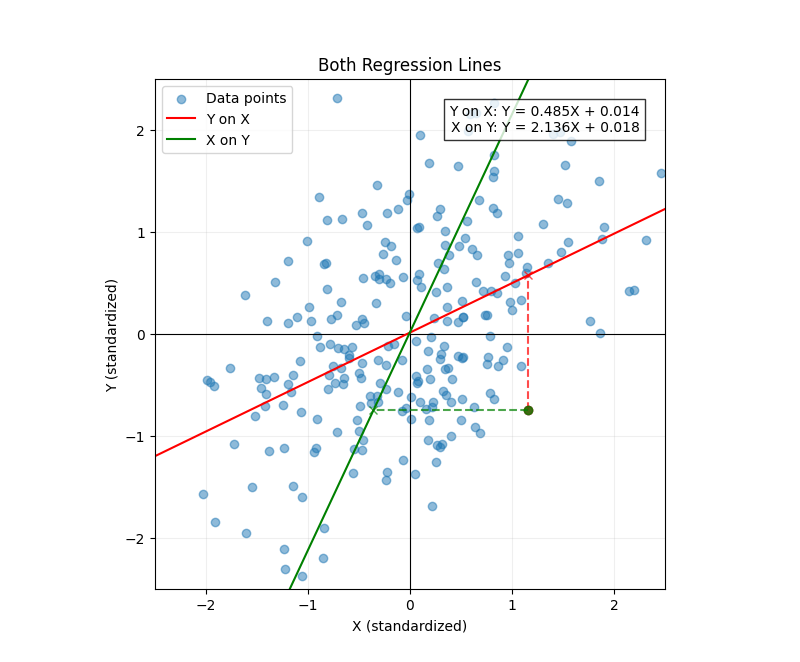 Both Regression Lines
Data points
Y on X
X on Y
Y on X: Y = 0.485X + 0.014
X on Y: Y = 2.136X + 0.018
2
1
0
−1
−2
Y (standardized)
−2 −1 0 1 2
X (standardized)